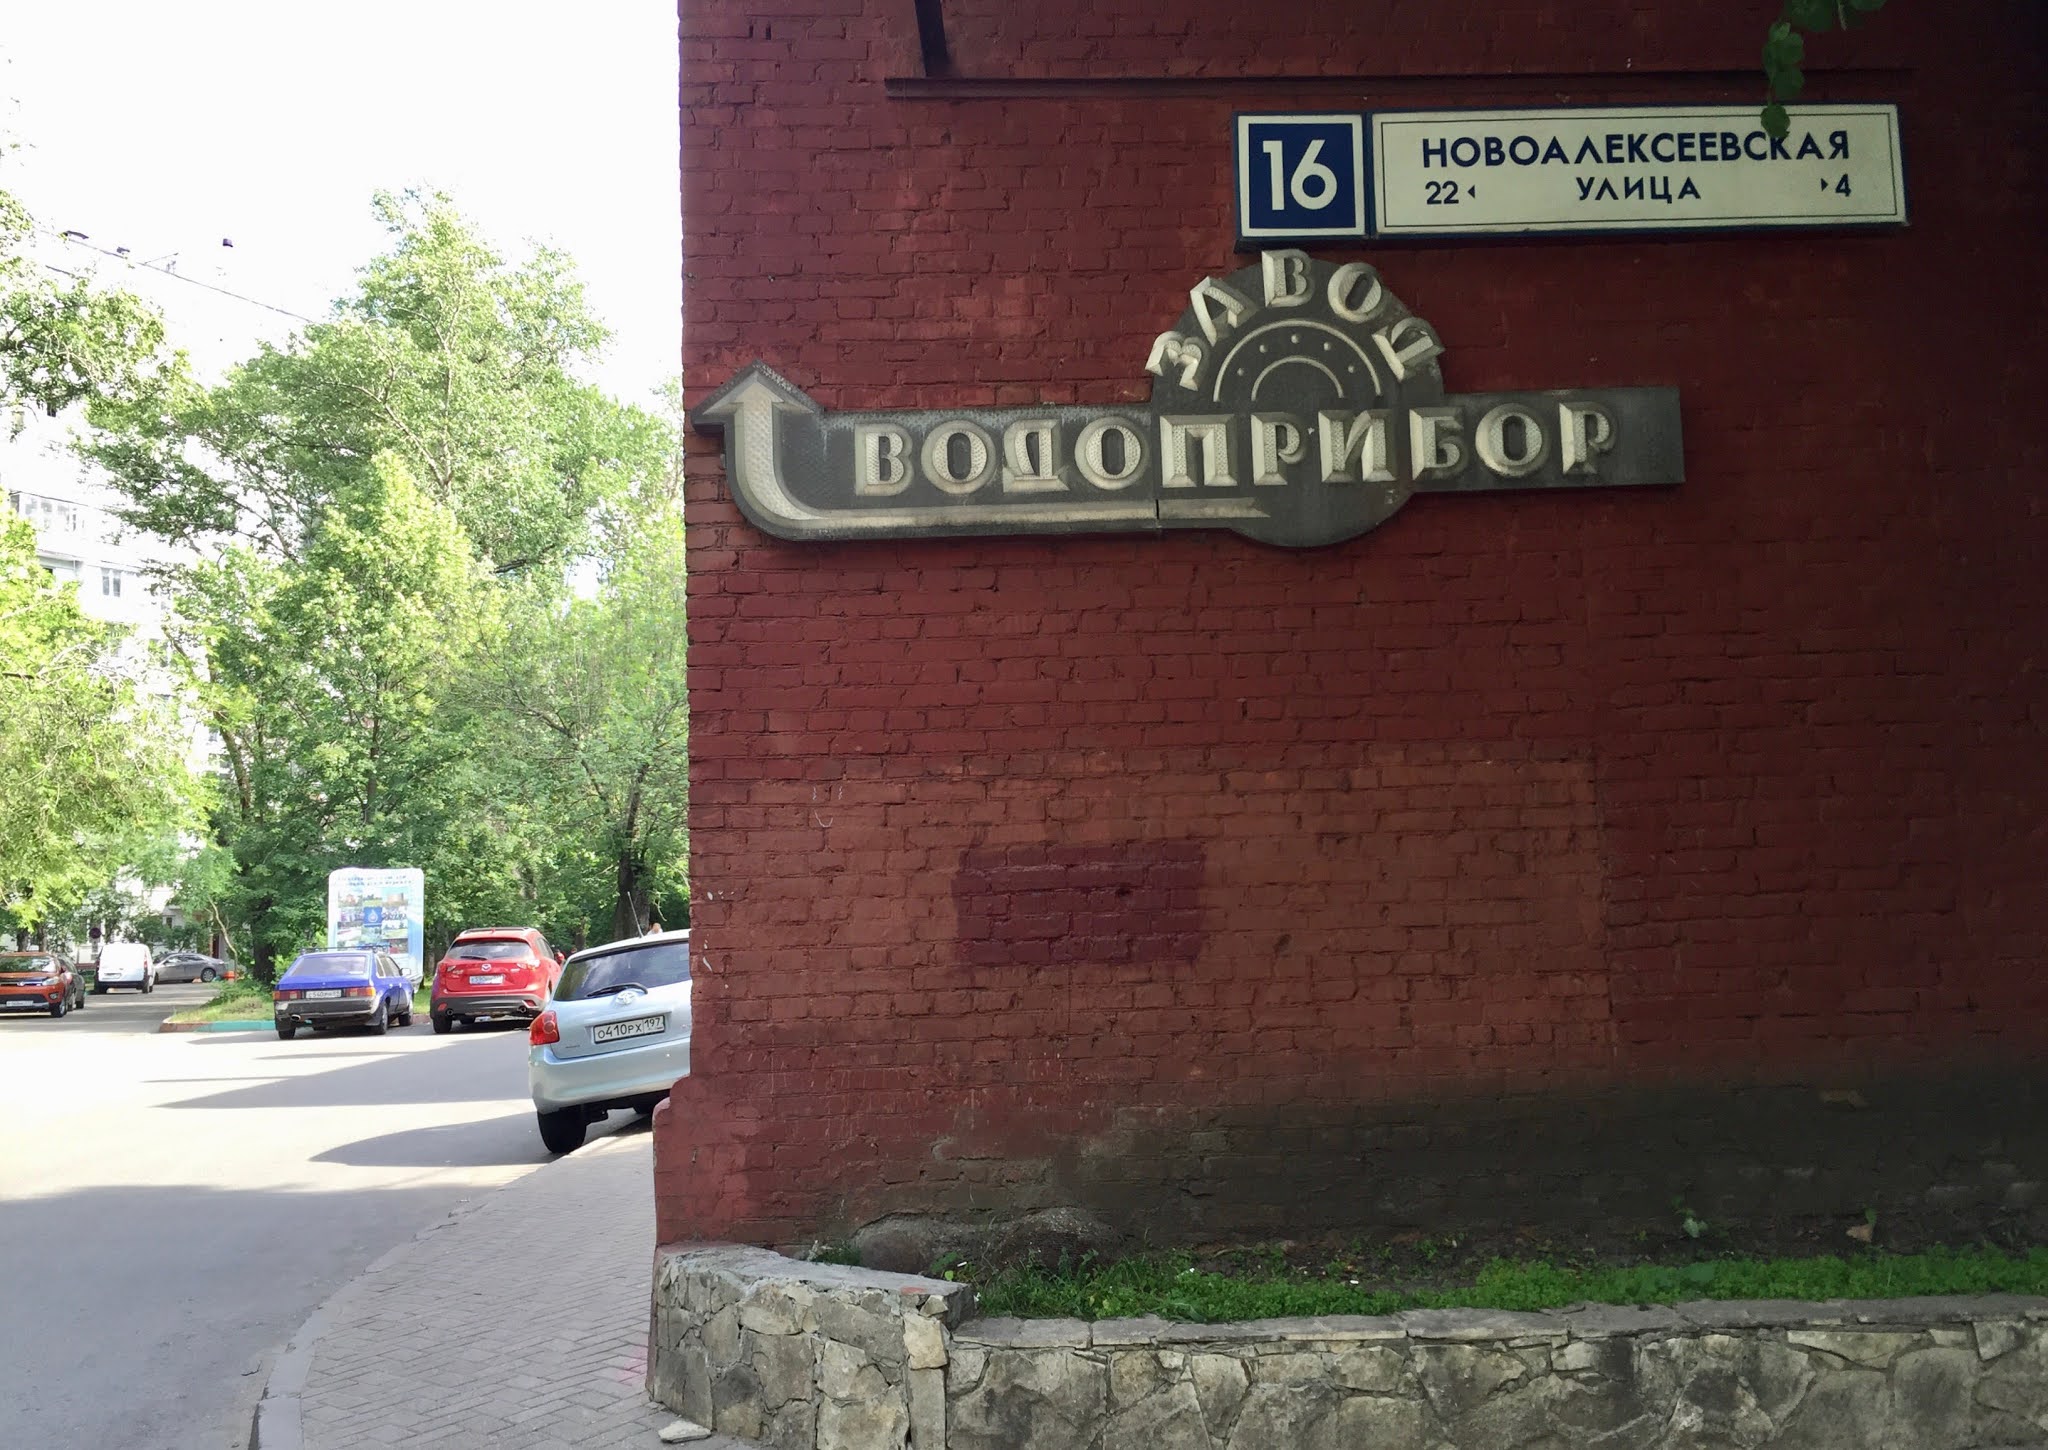 16
НОВОАЛЕКСЕЕВСКАЯ
22 УЛИЦА 4
ЗАВОД
ВОДОПРИБОР
О410РХ 197